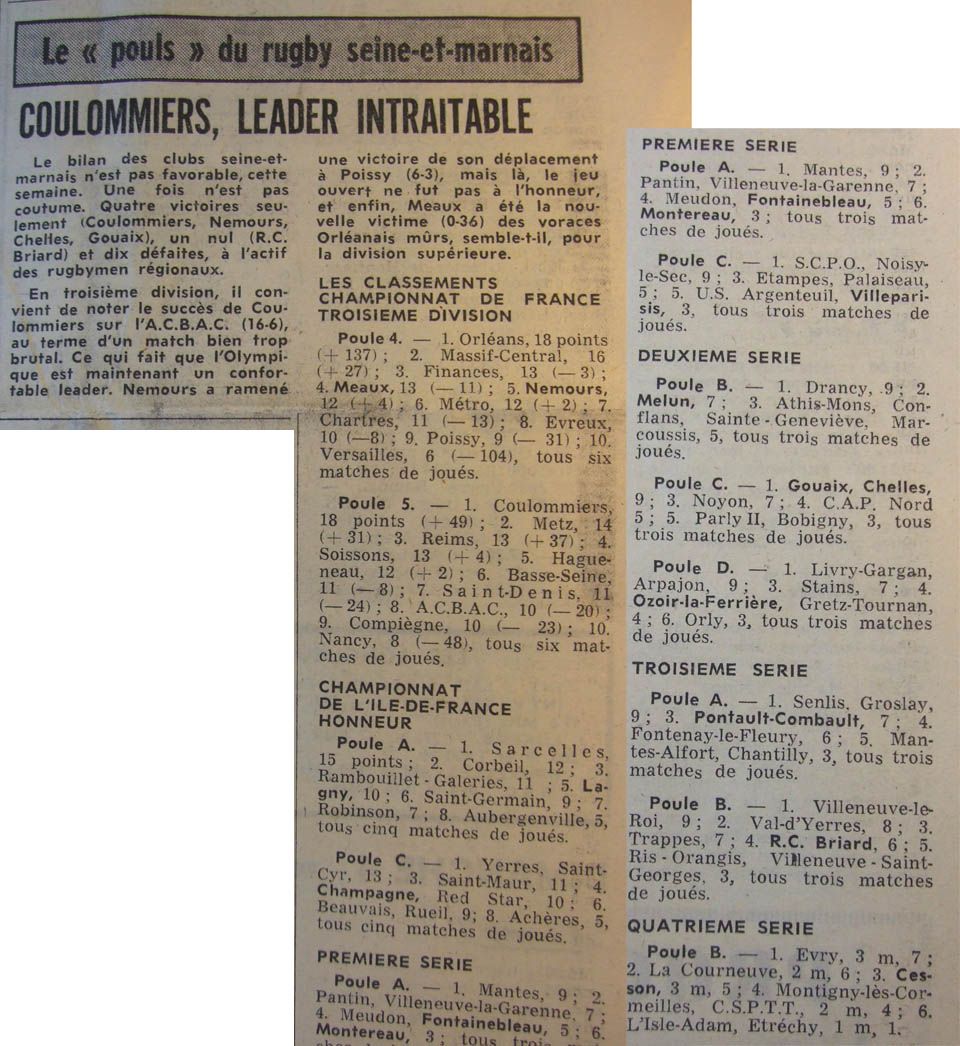 Le « pouls » du rugby seine-et-marnais
COULOMMIERS, LEADER INTRAITABLE
Le bilan des clubs seine-et-
marnais n'est pas favorable, cette
semaine. Une fois n'est pas
coutume. Quatre victoires seu-
lement (Coulommiers, Nemours,
Chelles, Gouaix), un nul (R.C.
Briard) et dix défaites, à l'actif
des rugbymen régionaux.
En troisième division, il con-
vient de noter le succès de Cou-
lommiers sur l'A.C.B.A.C. (16-6),
au terme d'un match bien trop
brutal. Ce qui fait que l'Olympi-
que est maintenant un confor-
table leader. Nemours a ramené
une victoire de son déplacement
à Poissy (6-3), mais là, le jeu
ouvert ne fut pas à l'honneur,
et enfin, Meaux a été la nou-
velle victime (0-36) des voraces
Orléanais mûrs, semble-t-il, pour
la division supérieure.
LES CLASSEMENTS
CHAMPIONNAT DE FRANCE
TROISIEME DIVISION
Poule 4. — 1. Orléans, 18 points
(+ 137) ; 2. Massif-Central, 16
(+ 27) ; 3. Finances, 13 (— 3) ;
4. Meaux, 13 (— 11) ; 5. Nemours,
12 (+ 4) ; 6. Métro, 12 (+ 2) ; 7.
Chartres, 11 (— 13) ; 8. Evreux,
10 (—8) ; 9. Poissy, 9 (— 31) ; 10.
Versailles, 6 (— 104), tous six
matches de joués.
Poule 5. — 1. Coulommiers,
18 points (+ 49) ; 2. Metz, 14
(+ 31) ; 3. Reims, 13 (+ 37) ; 4.
Soissons, 13 (+ 4) ; 5. Hague-
neau, 12 (+ 2) ; 6. Basse-Seine,
11 (— 8) ; 7. Saint-Denis, 11
(— 24) ; 8. A.C.B.A.C., 10 (— 20) ;
9. Compiègne, 10 (— 23) ; 10.
Nancy, 8 (— 48), tous six mat-
ches de joués.
CHAMPIONNAT
DE L'ILE-DE-FRANCE
HONNEUR
Poule A. — 1. Sarcelles,
15 points ; 2. Corbeil, 12 ; 3.
Rambouillet - Galeries, 11 ; 5. La-
gny, 10 ; 6. Saint-Germain, 9 ; 7.
Robinson, 7 ; 8. Aubergenville, 5,
tous cinq matches de joués.
Poule C. — 1. Yerres, Saint-
Cyr, 13 ; 3. Saint-Maur, 11 ; 4.
Champagne, Red Star, 10 ; 6.
Beauvais, Rueil, 9; 8. Achères, 5,
tous cinq matches de joués.
PREMIERE SERIE
Poule A. — 1. Mantes, 9 ; 2.
Pantin, Villeneuve-la-Garenne, 7 ;
4. Meudon, Fontainebleau, 5 ; 6.
Montereau, 3 ; tous trois mat-
PREMIERE SERIE
Poule A. — 1. Mantes, 9 ; 2.
Pantin, Villeneuve-la-Garenne, 7 ;
4. Meudon, Fontainebleau, 5 ; 6.
Montereau, 3 ; tous trois mat-
ches de joués.
Poule C. — 1. S.C.P.O., Noisy-
le-Sec, 9 ; 3. Etampes, Palaiseau,
5 ; 5. U.S. Argenteuil, Villepari-
sis, 3, tous trois matches de
joués.
DEUXIEME SERIE
Poule B. — 1. Drancy, 9 ; 2.
Melun, 7 ; 3. Athis-Mons, Con-
flans, Sainte - Geneviève, Mar-
coussis, 5, tous trois matches de
joués.
Poule C. — 1. Gouaix, Chelles,
9 ; 3. Noyon, 7 ; 4. C.A.P. Nord
5 ; 5. Parly II, Bobigny, 3, tous
trois matches de joués.
Poule D. — 1. Livry-Gargan,
Arpajon, 9 ; 3. Stains, 7 ; 4.
Ozoir-la-Ferrière, Gretz-Tournan,
4 ; 6. Orly, 3, tous trois matches
de joués.
TROISIEME SERIE
Poule A. — 1. Senlis, Groslay,
9 ; 3. Pontault-Combault, 7 ; 4.
Fontenay-le-Fleury, 6 ; 5. Man-
tes-Alfort, Chantilly, 3, tous trois
matches de joués.
Poule B. — 1. Villeneuve-le-
Roi, 9 ; 2. Val-d'Yerres, 8 ; 3.
Trappes, 7 ; 4. R.C. Briard, 6 ; 5.
Ris - Orangis, Villeneuve - Saint-
Georges, 3, tous trois matches
de joués.
QUATRIEME SERIE
Poule B. — 1. Evry, 3 m, 7 ;
2. La Courneuve, 2 m, 6 ; 3. Ces-
son, 3 m, 5 ; 4. Montigny-lès-Cor-
meilles, C.S.P.T.T., 2 m, 4 ; 6.
L'Isle-Adam, Etréchy, 1 m, 1.